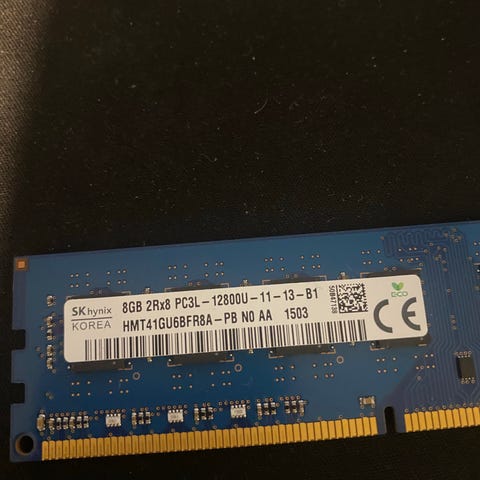 SK hynix
KOREA
8GB 2Rx8 PC3L-12800U-11-13-B1
HMT41GU6BFR8A-PB N0 AA 1503
ECO
CE